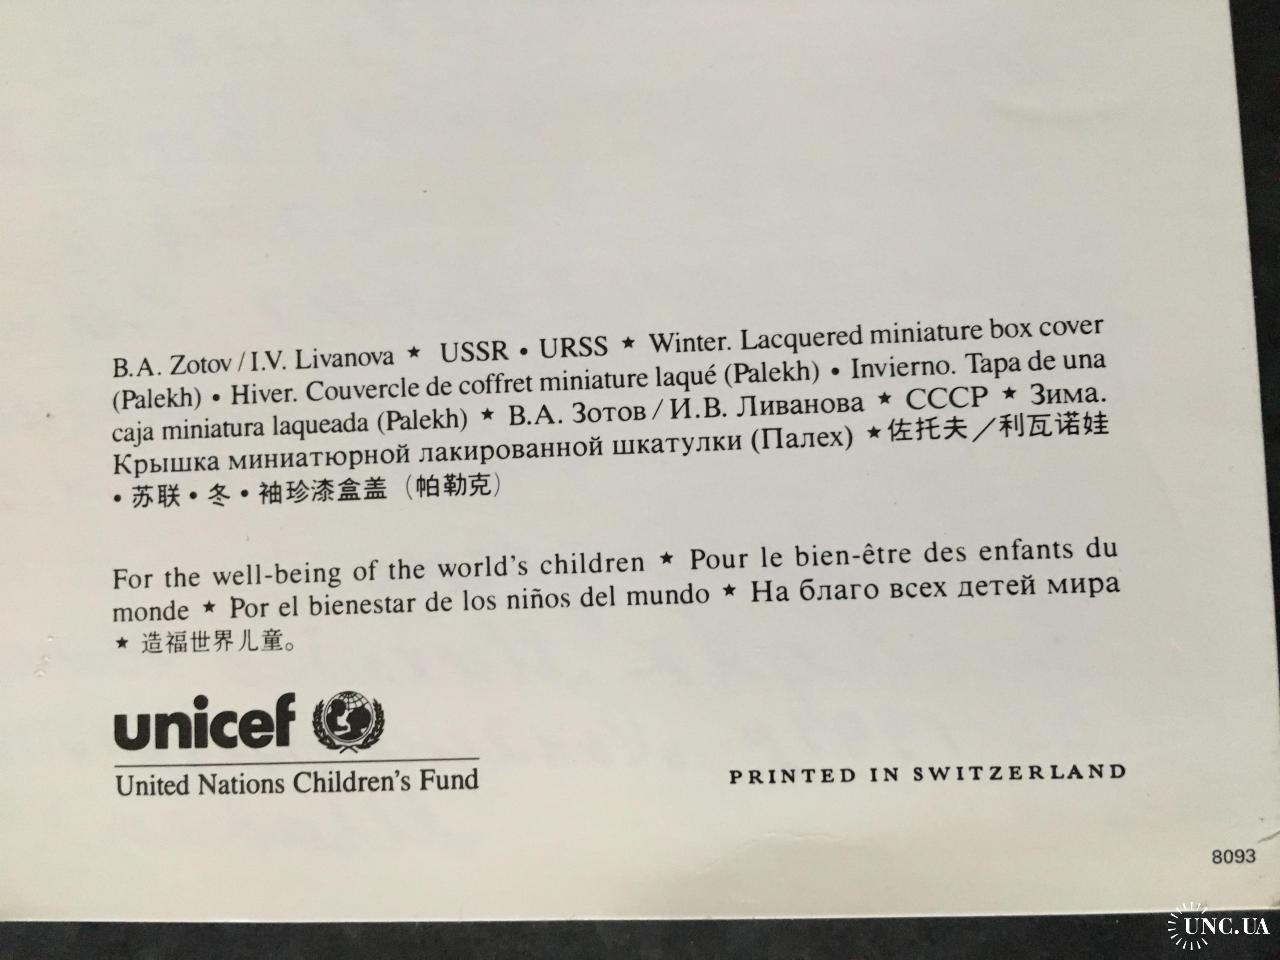 B.A. Zotov / I.V. Livanova ★ USSR • URSS ★ Winter. Lacquered miniature box cover
(Palekh) • Hiver. Couvercle de coffret miniature laqué (Palekh) • Invierno. Tapa de una
caja miniatura laqueada (Palekh) ★ В.А. Зотов / И.В. Ливанова ★ СССР ★ Зима.
Крышка миниатюрной лакированной шкатулки (Палех) ★佐托夫／利瓦诺娃
• 苏联 • 冬 • 袖珍漆盒盖（帕勒克）
For the well-being of the world's children ★ Pour le bien-être des enfants du
monde ★ Por el bienestar de los niños del mundo ★ На благо всех детей мира
★ 造福世界儿童。
unicef
United Nations Children's Fund
PRINTED IN SWITZERLAND
8093
UNC.UA